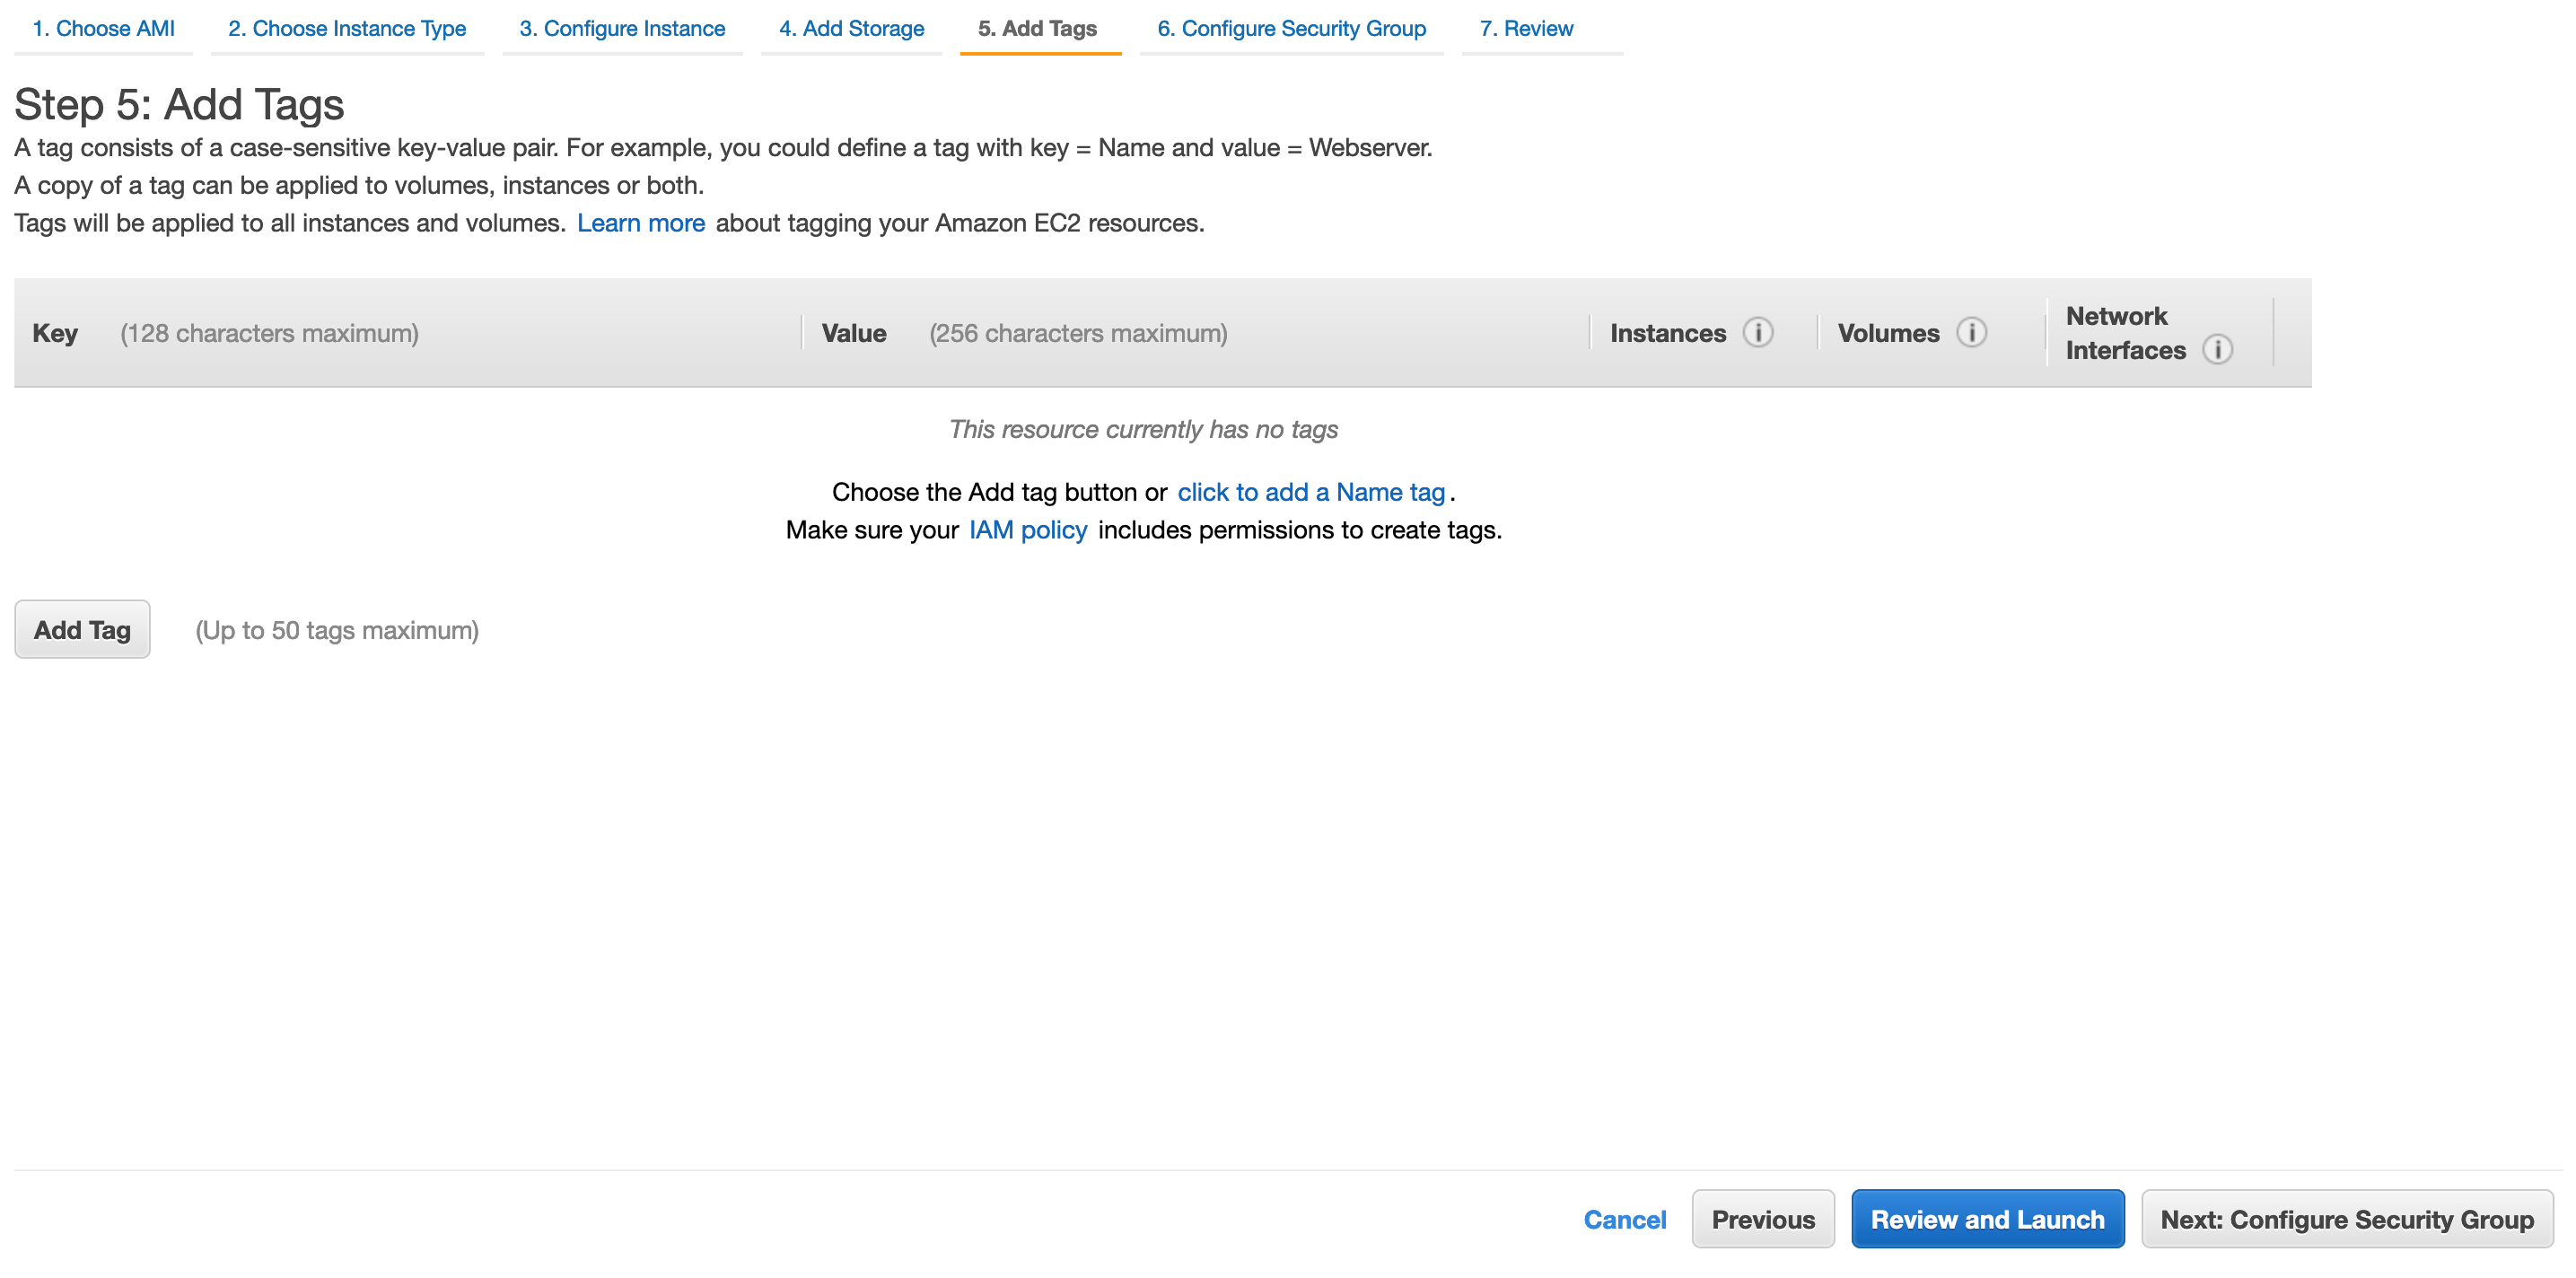 1. Choose AMI 2. Choose Instance Type 3. Configure Instance 4. Add Storage 5. Add Tags 6. Configure Security Group 7. Review
Step 5: Add Tags
A tag consists of a case-sensitive key-value pair. For example, you could define a tag with key = Name and value = Webserver.
A copy of a tag can be applied to volumes, instances or both.
Tags will be applied to all instances and volumes. Learn more about tagging your Amazon EC2 resources.
Key (128 characters maximum) Value (256 characters maximum) Instances i Volumes i Network
Interfaces i
This resource currently has no tags
Choose the Add tag button or click to add a Name tag.
Make sure your IAM policy includes permissions to create tags.
Add Tag (Up to 50 tags maximum)
Cancel Previous Review and Launch Next: Configure Security Group